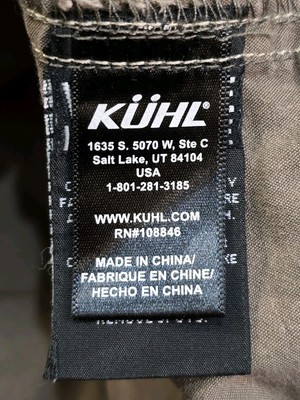 KÜHL®
1635 S. 5070 W, Ste C
Salt Lake, UT 84104
USA
1-801-281-3185
WWW.KUHL.COM
RN#108846
MADE IN CHINA/
FABRIQUE EN CHINE/
HECHO EN CHINA